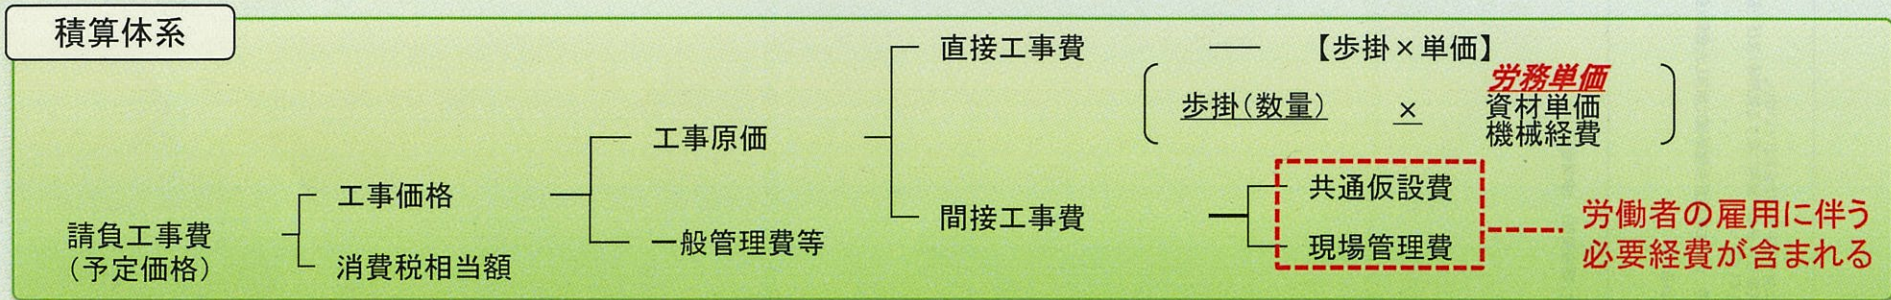 積算体系
直接工事費
【歩掛×単価】
歩掛(数量)
×
労務単価
資材単価
機械経費
工事原価
工事価格
共通仮設費
間接工事費
現場管理費
労働者の雇用に伴う
必要経費が含まれる
請負工事費
(予定価格)
一般管理費等
消費税相当額